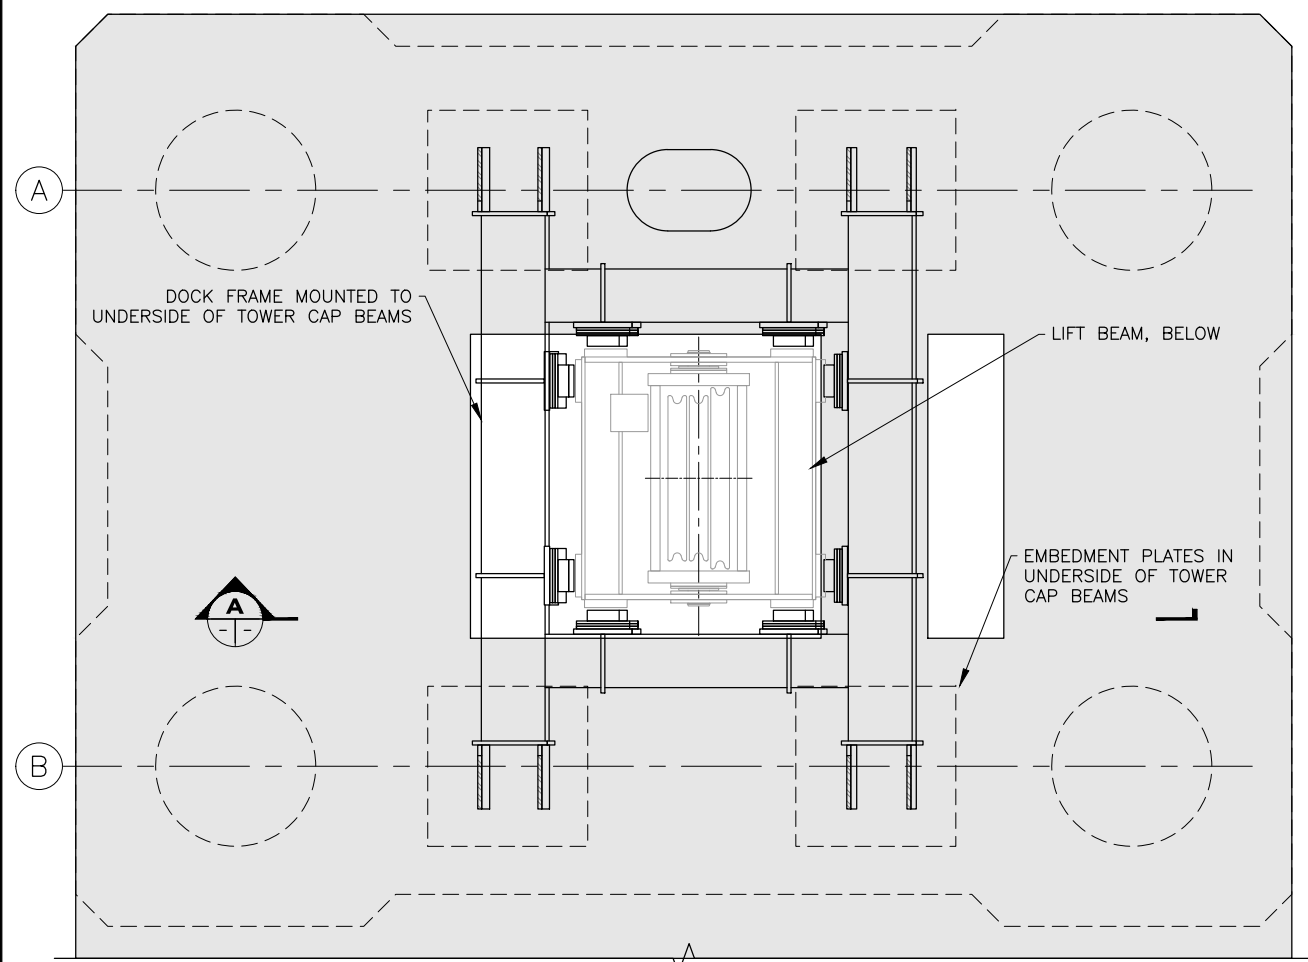 A
DOCK FRAME MOUNTED TO
UNDERSIDE OF TOWER CAP BEAMS
LIFT BEAM, BELOW
EMBEDMENT PLATES IN
UNDERSIDE OF TOWER
CAP BEAMS
A
- -
B